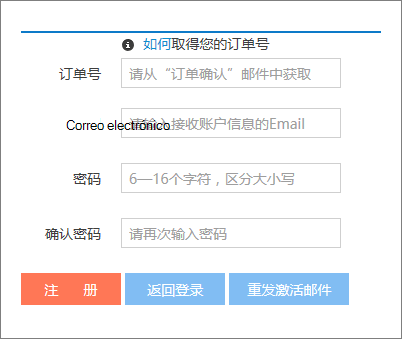 如何取得您的订单号
订单号 请从“订单确认”邮件中获取
Correo electrónico 请输入接收账户信息的Email
密码 6—16个字符，区分大小写
确认密码 请再次输入密码
注 册 返回登录 重发激活邮件